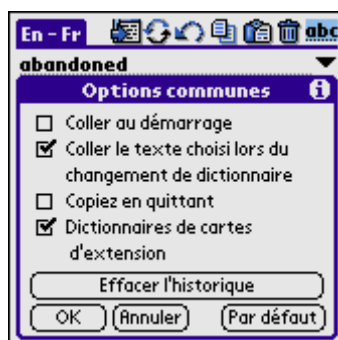 En - Fr abc
abandoned
Options communes
Coller au démarrage
Coller le texte choisi lors du
changement de dictionnaire
Copiez en quittant
Dictionnaires de cartes
d'extension
Effacer l'historique
OK Annuler Par défaut